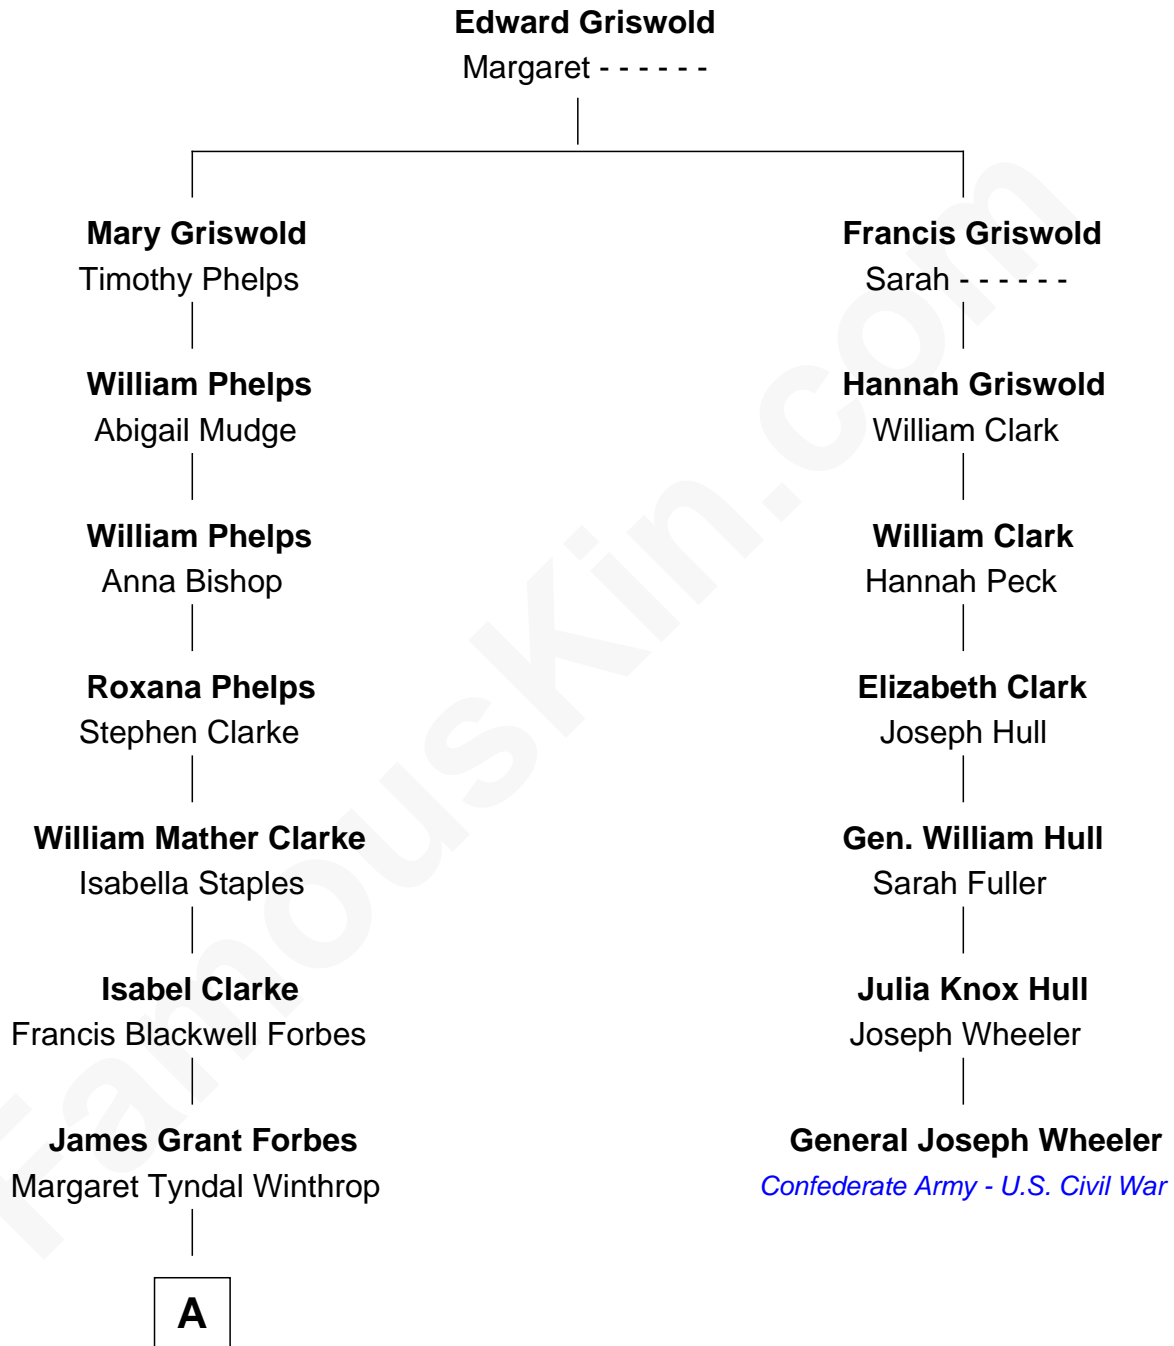 Edward Griswold
Margaret - - - - - -
Mary Griswold
Timothy Phelps
William Phelps
Abigail Mudge
William Phelps
Anna Bishop
Roxana Phelps
Stephen Clarke
William Mather Clarke
Isabella Staples
Isabel Clarke
Francis Blackwell Forbes
James Grant Forbes
Margaret Tyndal Winthrop
A
Francis Griswold
Sarah - - - - - -
Hannah Griswold
William Clark
William Clark
Hannah Peck
Elizabeth Clark
Joseph Hull
Gen. William Hull
Sarah Fuller
Julia Knox Hull
Joseph Wheeler
General Joseph Wheeler
Confederate Army - U.S. Civil War
FamousKin.com